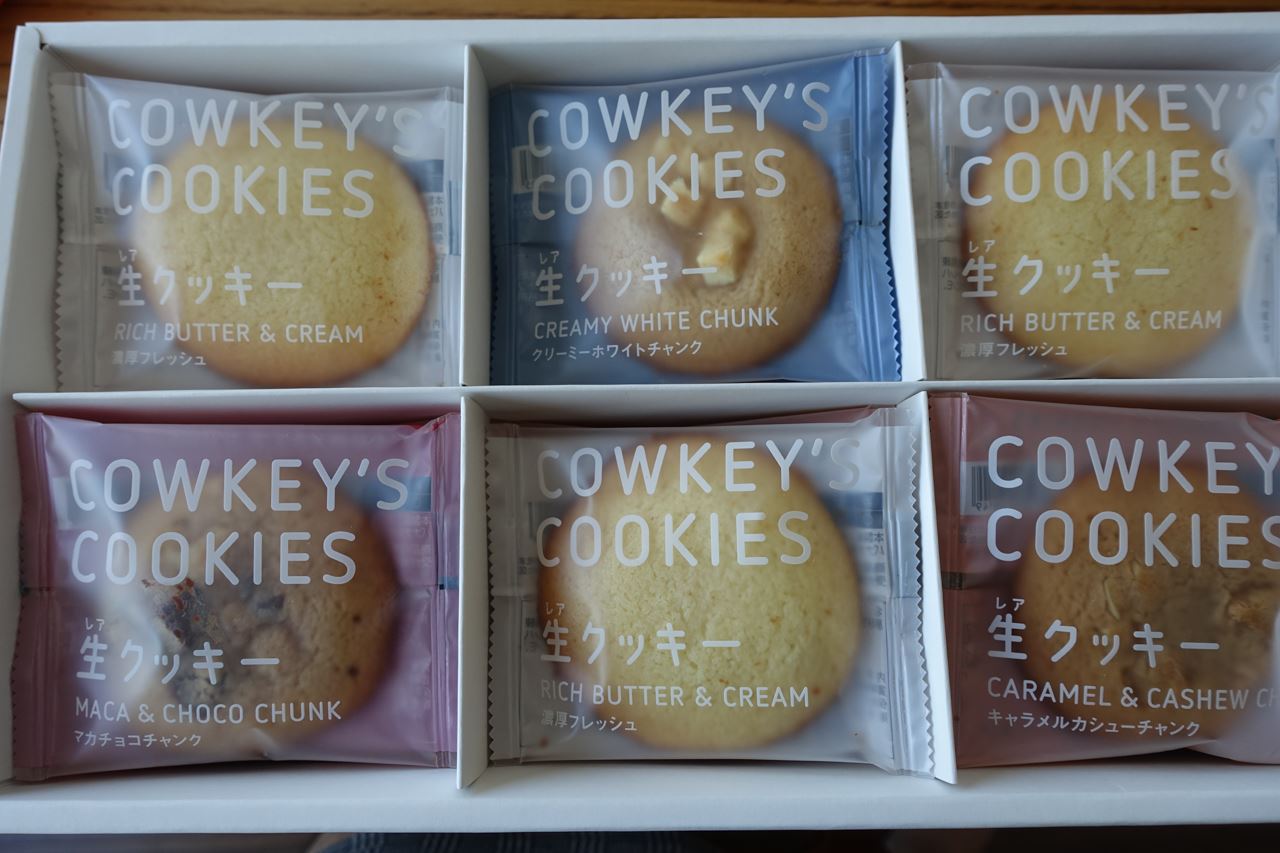 COWKEY'S
COOKIES
レア
生クッキー
RICH BUTTER & CREAM
濃厚フレッシュ
COWKEY'S
COOKIES
レア
生クッキー
CREAMY WHITE CHUNK
クリーミーホワイトチャンク
COWKEY'S
COOKIES
レア
生クッキー
RICH BUTTER & CREAM
濃厚フレッシュ
COWKEY'S
COOKIES
レア
生クッキー
MACA & CHOCO CHUNK
マカチョコチャンク
COWKEY'S
COOKIES
レア
生クッキー
RICH BUTTER & CREAM
濃厚フレッシュ
COWKEY
COOKIES
レア
生クッキー
CARAMEL & CASHEW
キャラメルカシューチャンク